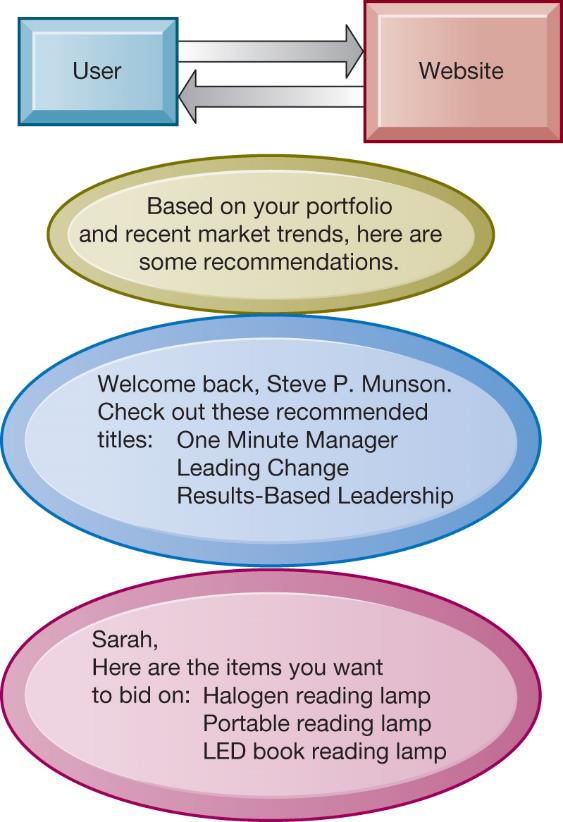 User
Website
Based on your portfolio
and recent market trends, here are
some recommendations.
Welcome back, Steve P. Munson.
Check out these recommended
titles: One Minute Manager
Leading Change
Results-Based Leadership
Sarah,
Here are the items you want
to bid on: Halogen reading lamp
Portable reading lamp
LED book reading lamp